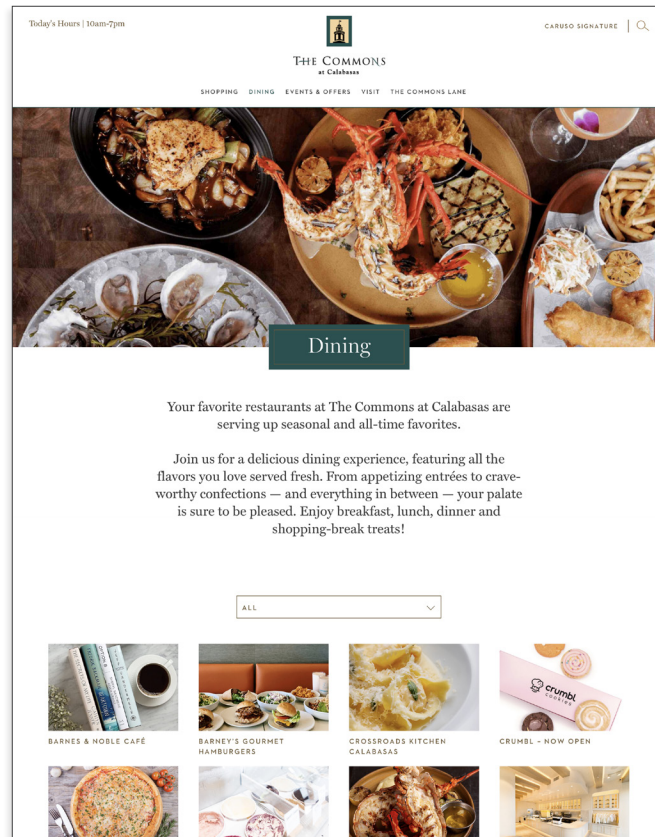 Today's Hours | 10am-7pm
CARUSO SIGNATURE
THE COMMONS
at Calabasas
SHOPPING DINING EVENTS & OFFERS VISIT THE COMMONS LANE
Dining
Your favorite restaurants at The Commons at Calabasas are
serving up seasonal and all-time favorites.
Join us for a delicious dining experience, featuring all the
flavors you love served fresh. From appetizing entrées to crave-
worthy confections — and everything in between — your palate
is sure to be pleased. Enjoy breakfast, lunch, dinner and
shopping-break treats!
ALL
crumbl
cookies
BARNES & NOBLE CAFÉ
BARNEY'S GOURMET
HAMBURGERS
CROSSROADS KITCHEN
CALABASAS
CRUMBL – NOW OPEN